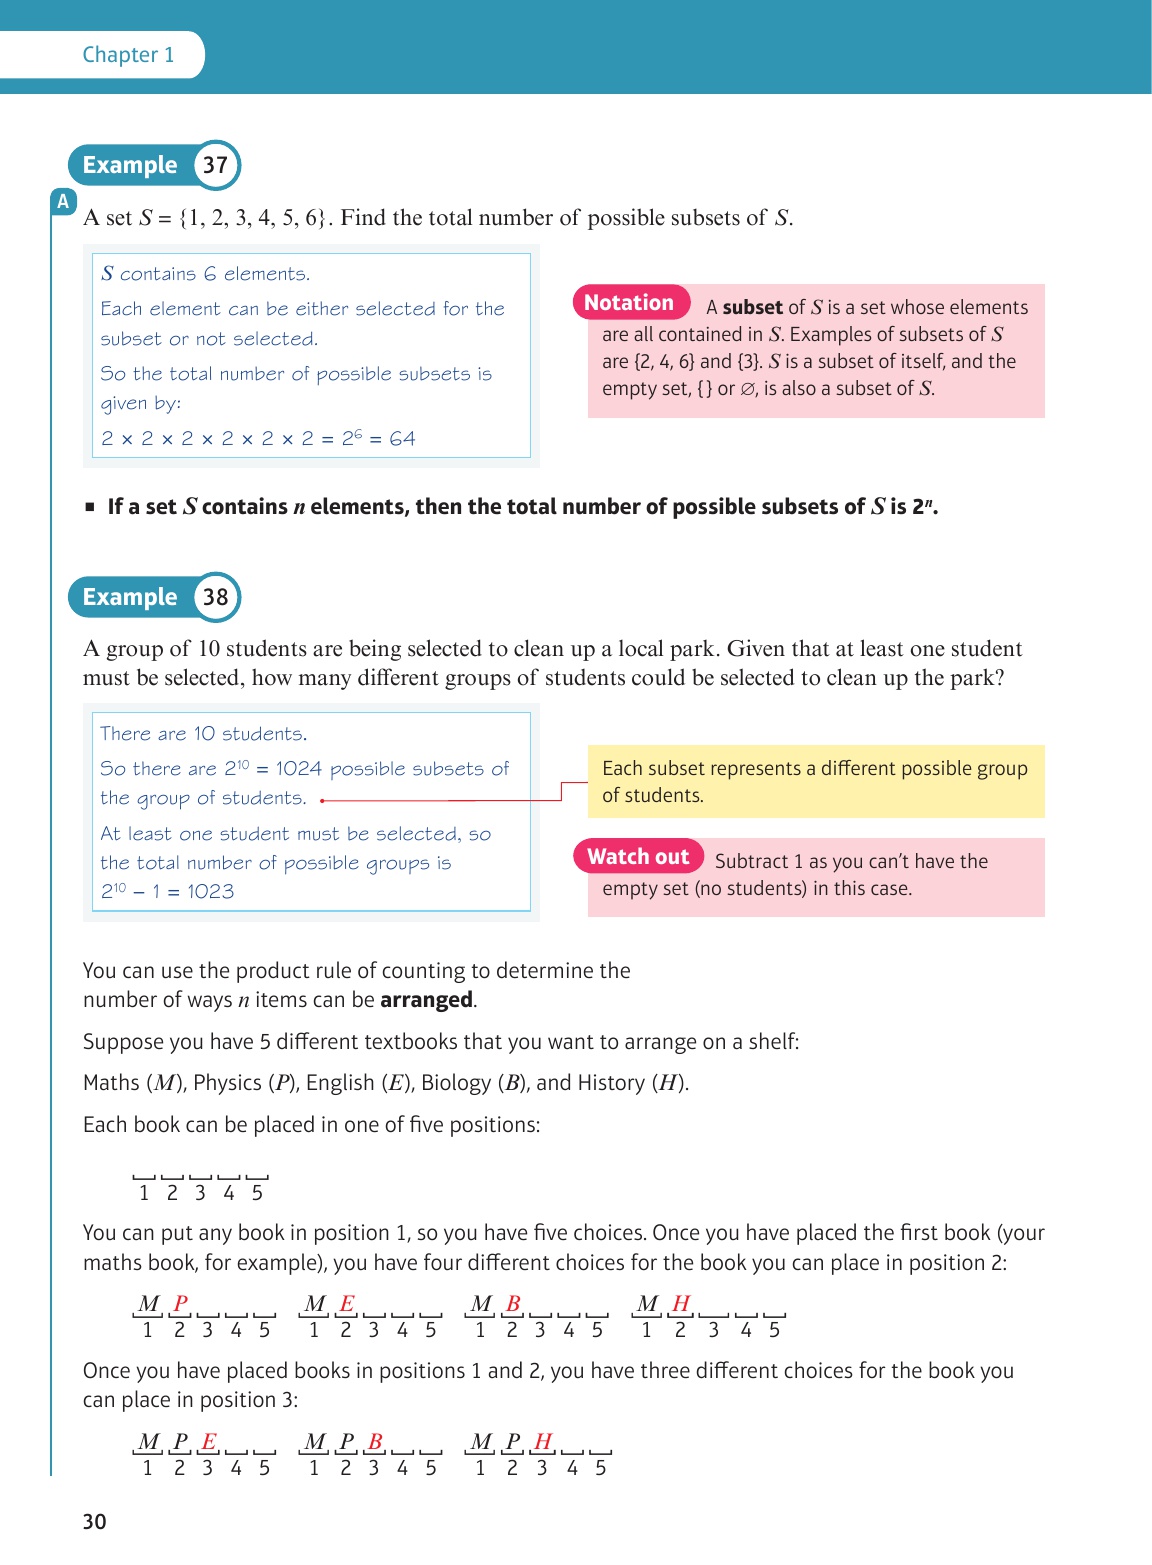 Chapter 1
Example 37
A
A set S = {1, 2, 3, 4, 5, 6}. Find the total number of possible subsets of S.
S contains 6 elements.
Each element can be either selected for the
subset or not selected.
So the total number of possible subsets is
given by:
2 × 2 × 2 × 2 × 2 × 2 = 2⁶ = 64
Notation A subset of S is a set whose elements
are all contained in S. Examples of subsets of S
are {2, 4, 6} and {3}. S is a subset of itself, and the
empty set, { } or ∅, is also a subset of S.
▪ If a set S contains n elements, then the total number of possible subsets of S is 2ⁿ.
Example 38
A group of 10 students are being selected to clean up a local park. Given that at least one student
must be selected, how many different groups of students could be selected to clean up the park?
There are 10 students.
So there are 2¹⁰ = 1024 possible subsets of
the group of students.
At least one student must be selected, so
the total number of possible groups is
2¹⁰ − 1 = 1023
Each subset represents a different possible group
of students.
Watch out Subtract 1 as you can’t have the
empty set (no students) in this case.
You can use the product rule of counting to determine the
number of ways n items can be arranged.
Suppose you have 5 different textbooks that you want to arrange on a shelf:
Maths (M), Physics (P), English (E), Biology (B), and History (H).
Each book can be placed in one of five positions:
1 2 3 4 5
You can put any book in position 1, so you have five choices. Once you have placed the first book (your
maths book, for example), you have four different choices for the book you can place in position 2:
M P M E M B M H
1 2 3 4 5 1 2 3 4 5 1 2 3 4 5 1 2 3 4 5
Once you have placed books in positions 1 and 2, you have three different choices for the book you
can place in position 3:
M P E M P B M P H
1 2 3 4 5 1 2 3 4 5 1 2 3 4 5
30